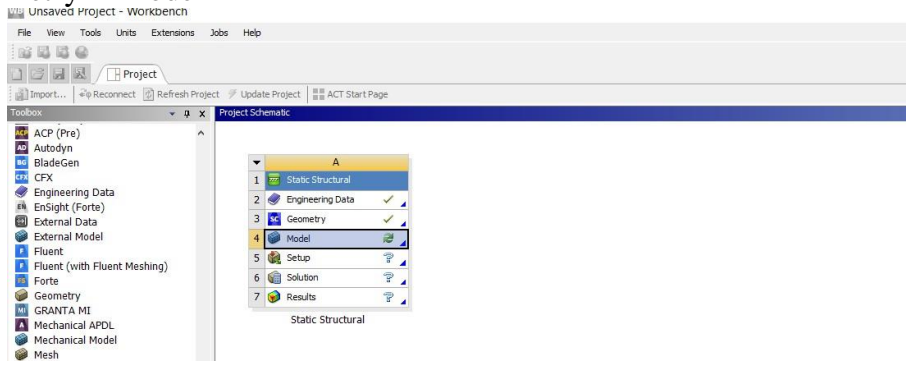 Unsaved Project - Workbench
File View Tools Units Extensions Jobs Help
Project
Import... Reconnect Refresh Project Update Project ACT Start Page
Toolbox
ACP (Pre)
Autodyn
BladeGen
CFX
Engineering Data
EnSight (Forte)
External Data
External Model
Fluent
Fluent (with Fluent Meshing)
Forte
Geometry
GRANTA MI
Mechanical APDL
Mechanical Model
Mesh
Project Schematic
A
1 Static Structural
2 Engineering Data
3 Geometry
4 Model
5 Setup
6 Solution
7 Results
Static Structural